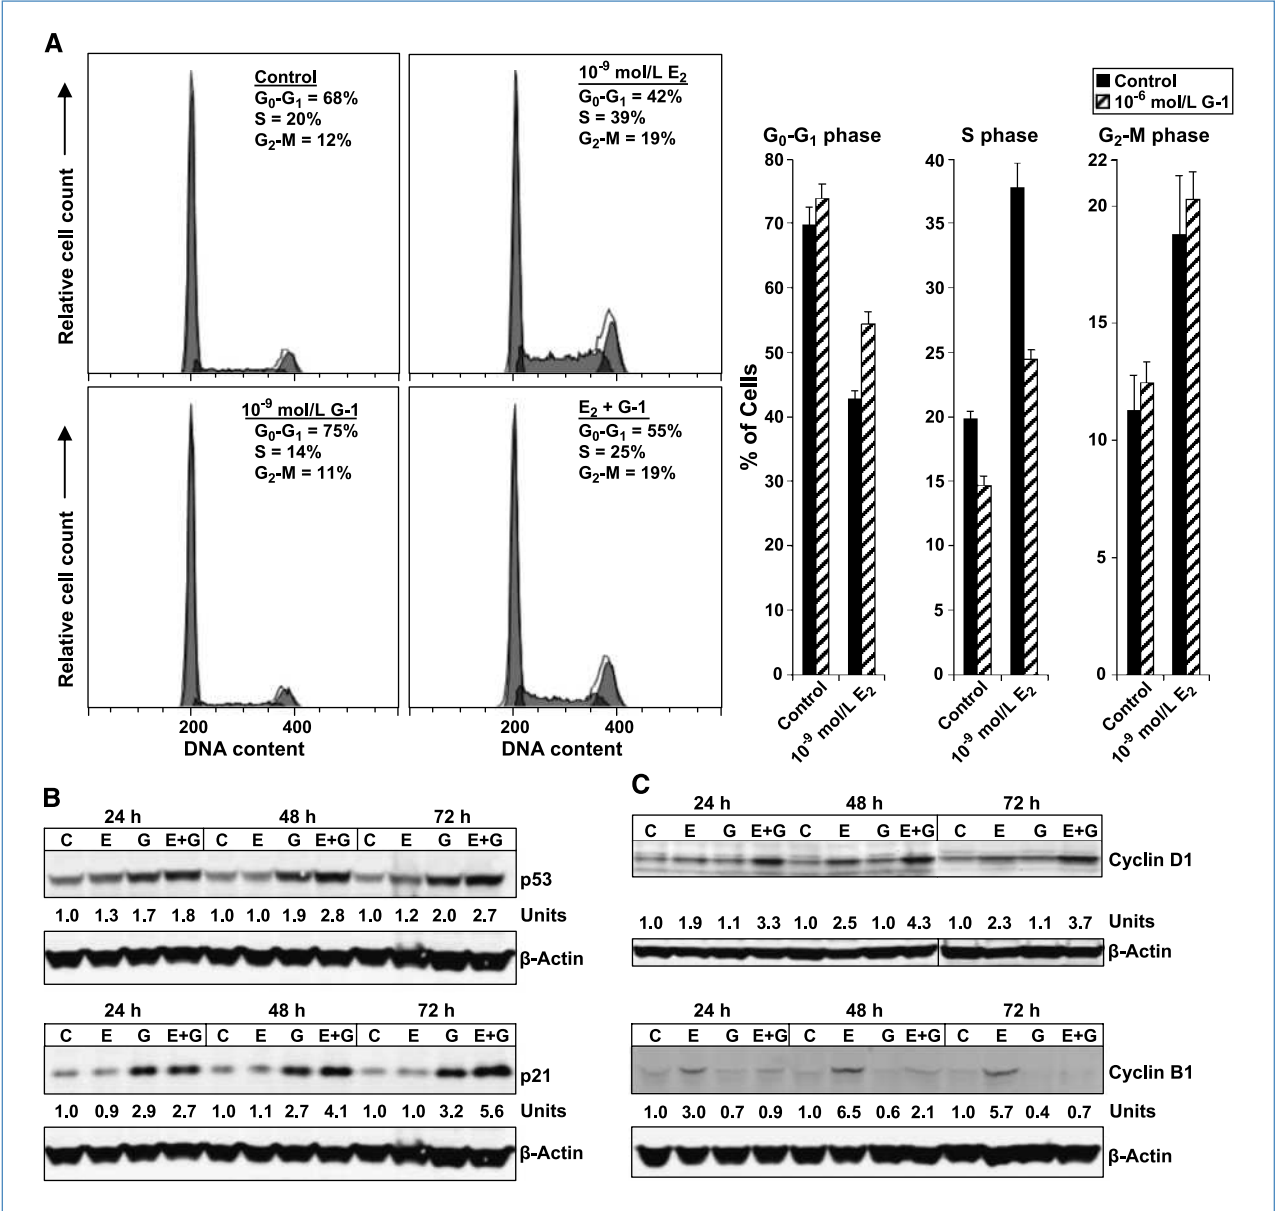 A
Relative cell count
Control
G0-G1 = 68%
S = 20%
G2-M = 12%
10-9 mol/L E2
G0-G1 = 42%
S = 39%
G2-M = 19%
Relative cell count
10-9 mol/L G-1
G0-G1 = 75%
S = 14%
G2-M = 11%
E2 + G-1
G0-G1 = 55%
S = 25%
G2-M = 19%
200 400
DNA content
200 400
DNA content
Control
10-6 mol/L G-1
% of Cells
G0-G1 phase
80
70
60
50
40
30
20
10
0
Control
10-9 mol/L E2
S phase
40
35
30
25
20
15
10
5
0
Control
10-9 mol/L E2
G2-M phase
22
20
15
10
5
0
Control
10-9 mol/L E2
B
24 h 48 h 72 h
C E G E+G C E G E+G C E G E+G
p53
1.0 1.3 1.7 1.8 1.0 1.0 1.9 2.8 1.0 1.2 2.0 2.7 Units
β-Actin
24 h 48 h 72 h
C E G E+G C E G E+G C E G E+G
p21
1.0 0.9 2.9 2.7 1.0 1.1 2.7 4.1 1.0 1.0 3.2 5.6 Units
β-Actin
C
24 h 48 h 72 h
C E G E+G C E G E+G C E G E+G
Cyclin D1
1.0 1.9 1.1 3.3 1.0 2.5 1.0 4.3 1.0 2.3 1.1 3.7 Units
β-Actin
24 h 48 h 72 h
C E G E+G C E G E+G C E G E+G
Cyclin B1
1.0 3.0 0.7 0.9 1.0 6.5 0.6 2.1 1.0 5.7 0.4 0.7 Units
β-Actin